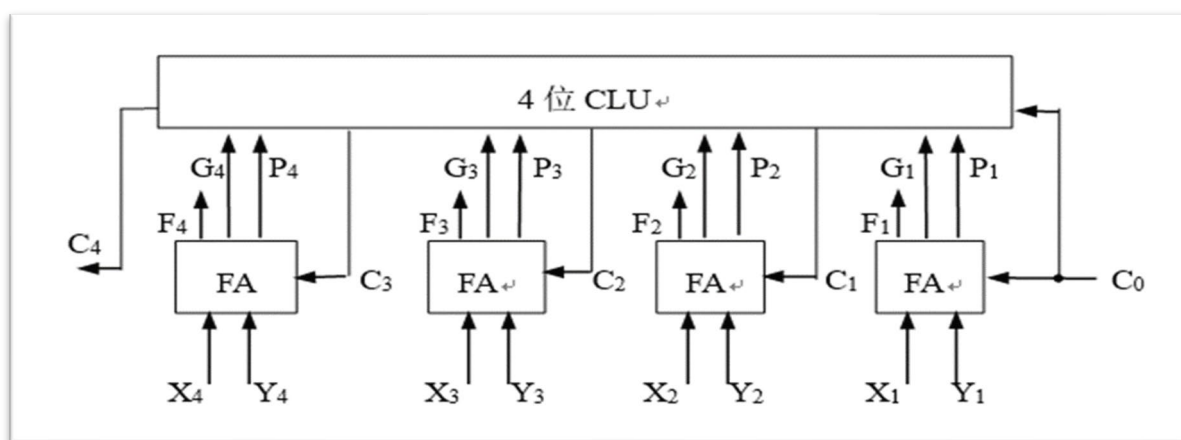 4 位 CLU↵
G₄ P₄ G₃ P₃ G₂ P₂ G₁ P₁
F₄ F₃ F₂ F₁
C₄
FA C₃ FA↵ C₂ FA↵ C₁ FA↵ C₀
X₄ Y₄ X₃ Y₃ X₂ Y₂ X₁ Y₁